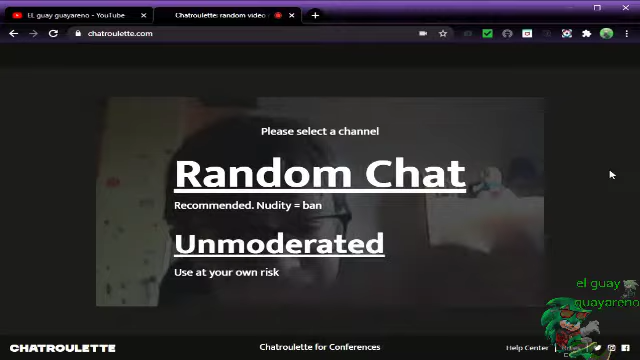 EL guay guayareno - YouTube
Chatroulette: random video
chatroulette.com
Please select a channel
Random Chat
Recommended. Nudity = ban
Unmoderated
Use at your own risk
el guay
guayareno
CHATROULETTE
Chatroulette for Conferences
Help Center